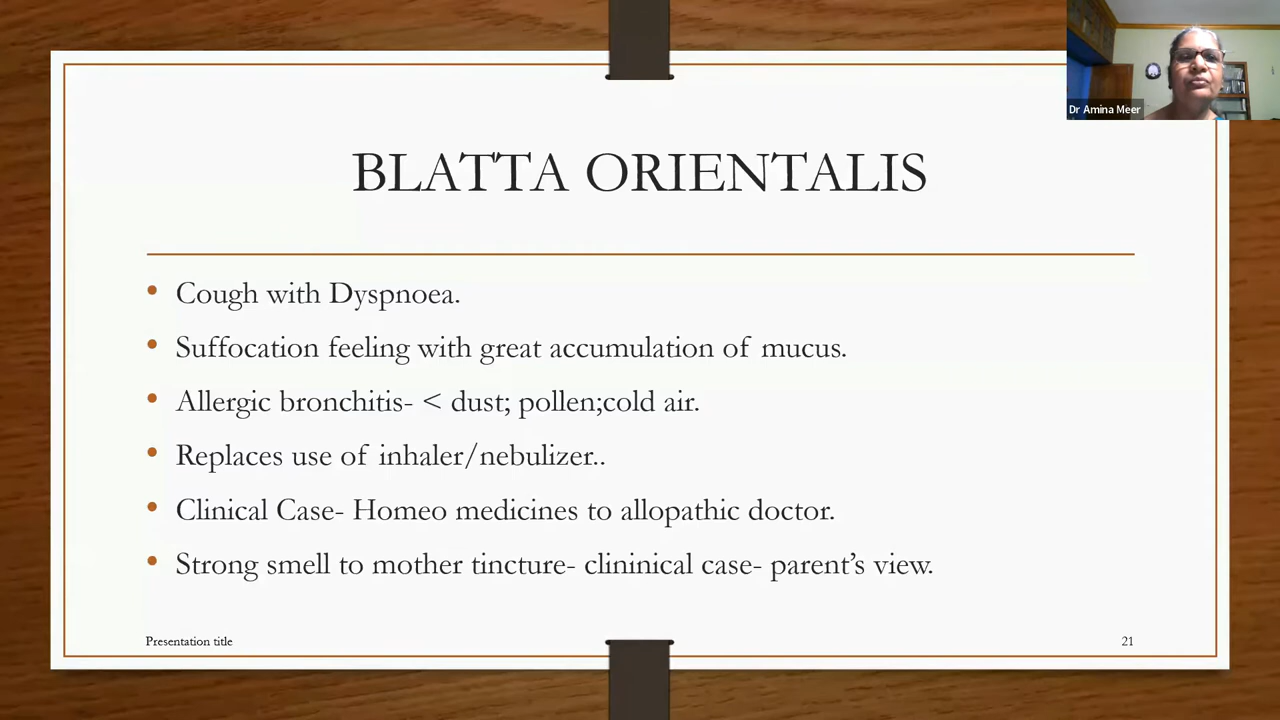 Dr Amina Meer
BLATTA ORIENTALIS
• Cough with Dyspnoea.
• Suffocation feeling with great accumulation of mucus.
• Allergic bronchitis- < dust; pollen;cold air.
• Replaces use of inhaler/nebulizer..
• Clinical Case- Homeo medicines to allopathic doctor.
• Strong smell to mother tincture- clininical case- parent’s view.
Presentation title
21